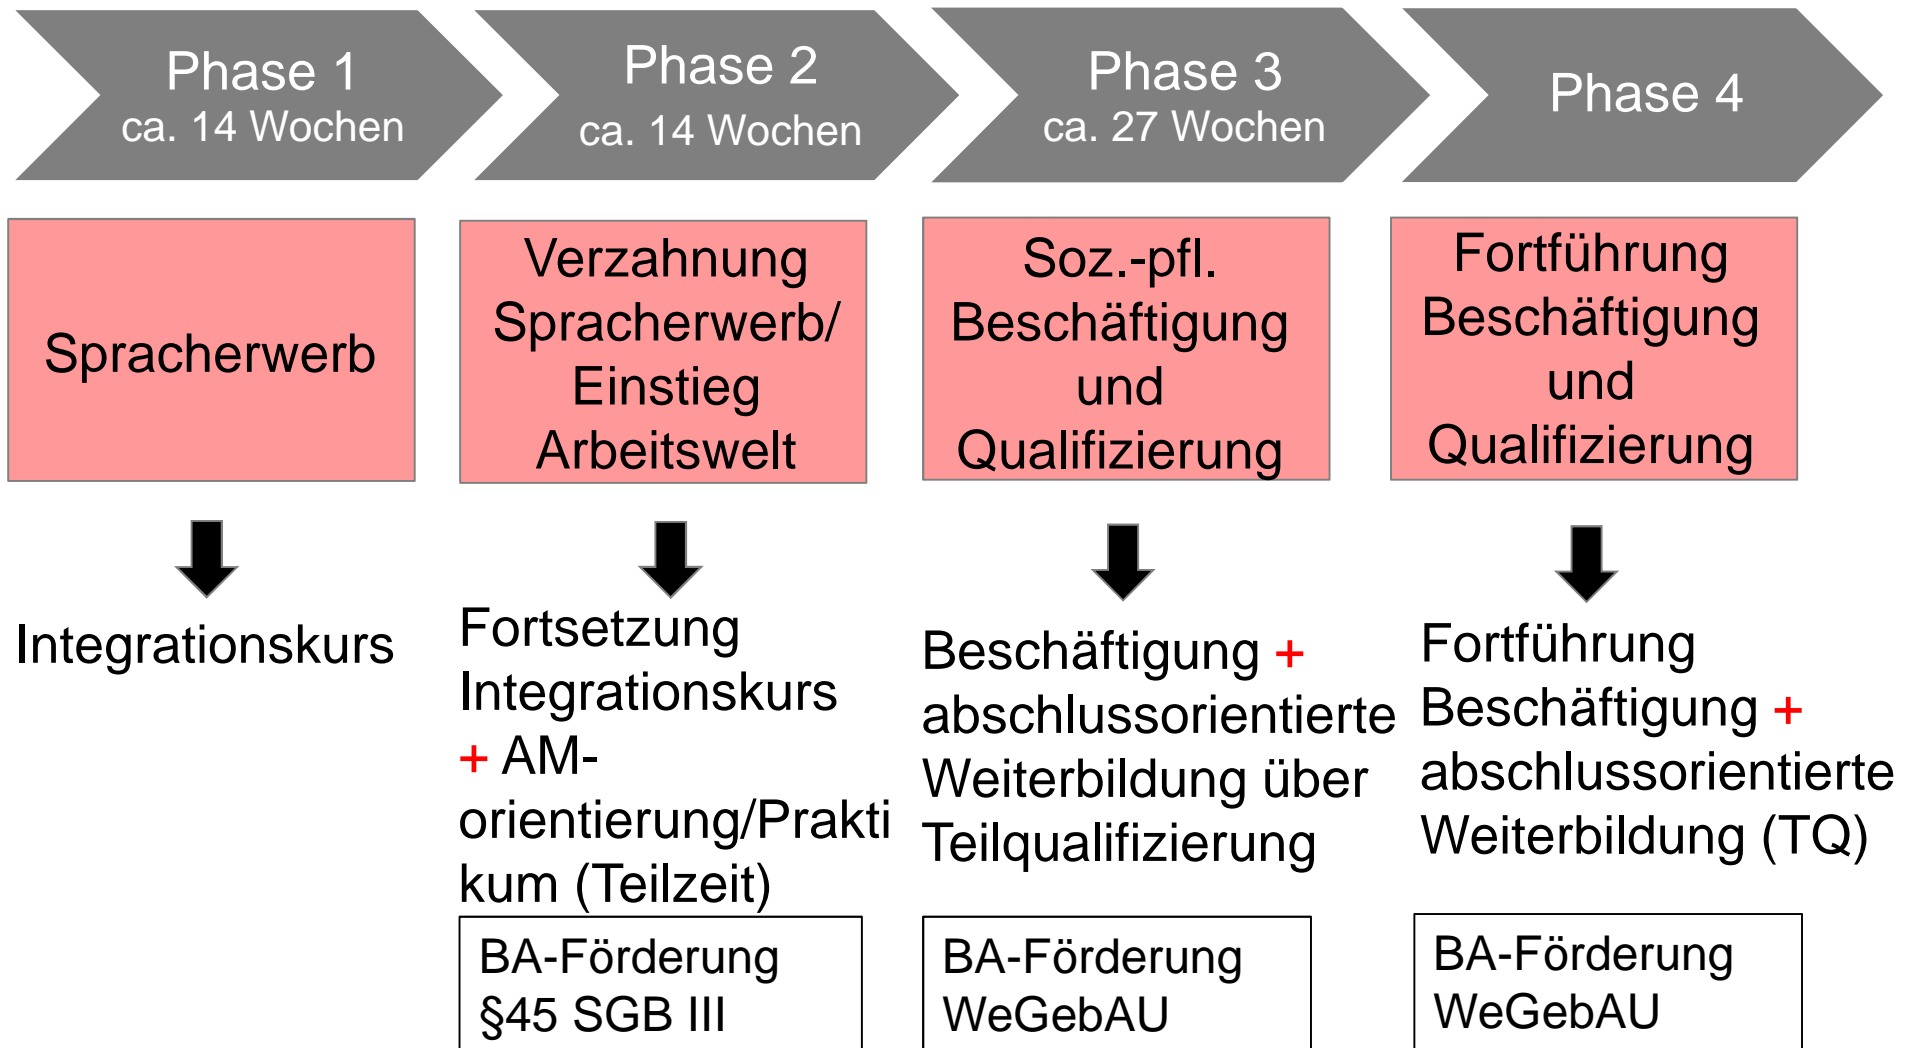 Phase 1
ca. 14 Wochen
Phase 2
ca. 14 Wochen
Phase 3
ca. 27 Wochen
Phase 4
Spracherwerb
Verzahnung
Spracherwerb/
Einstieg
Arbeitswelt
Soz.-pfl.
Beschäftigung
und
Qualifizierung
Fortführung
Beschäftigung
und
Qualifizierung
Integrationskurs
Fortsetzung
Integrationskurs
+ AM-
orientierung/Prakti
kum (Teilzeit)
Beschäftigung +
abschlussorientierte
Weiterbildung über
Teilqualifizierung
Fortführung
Beschäftigung +
abschlussorientierte
Weiterbildung (TQ)
BA-Förderung
§45 SGB III
BA-Förderung
WeGebAU
BA-Förderung
WeGebAU